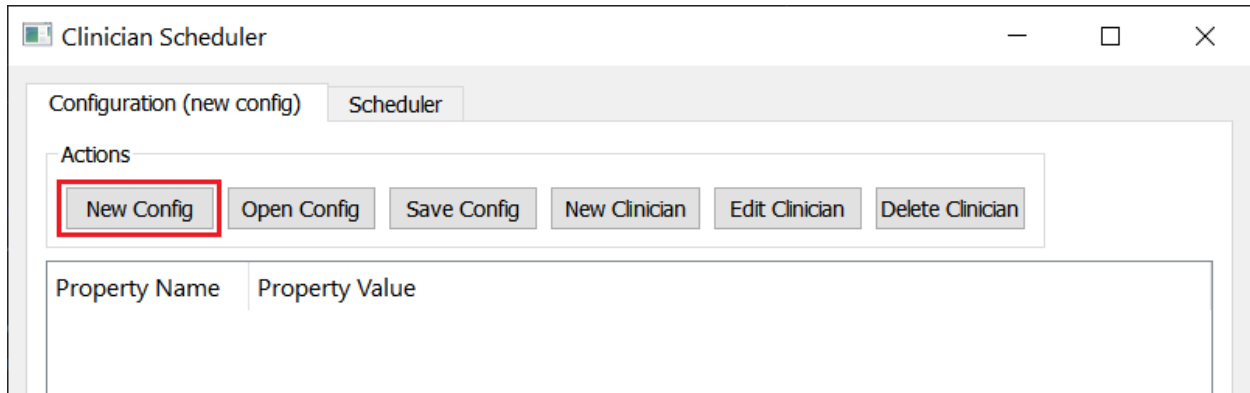 Clinician Scheduler
Configuration (new config) Scheduler
Actions
New Config Open Config Save Config New Clinician Edit Clinician Delete Clinician
Property Name Property Value